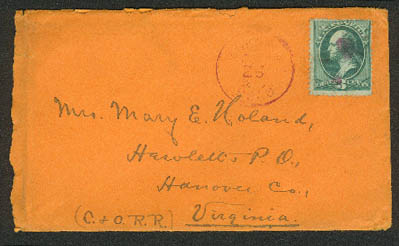 Mrs. Mary E. Noland,
Hewlett's P. O.,
Hanover Co.,
(C. & O. R. R.) Virginia.